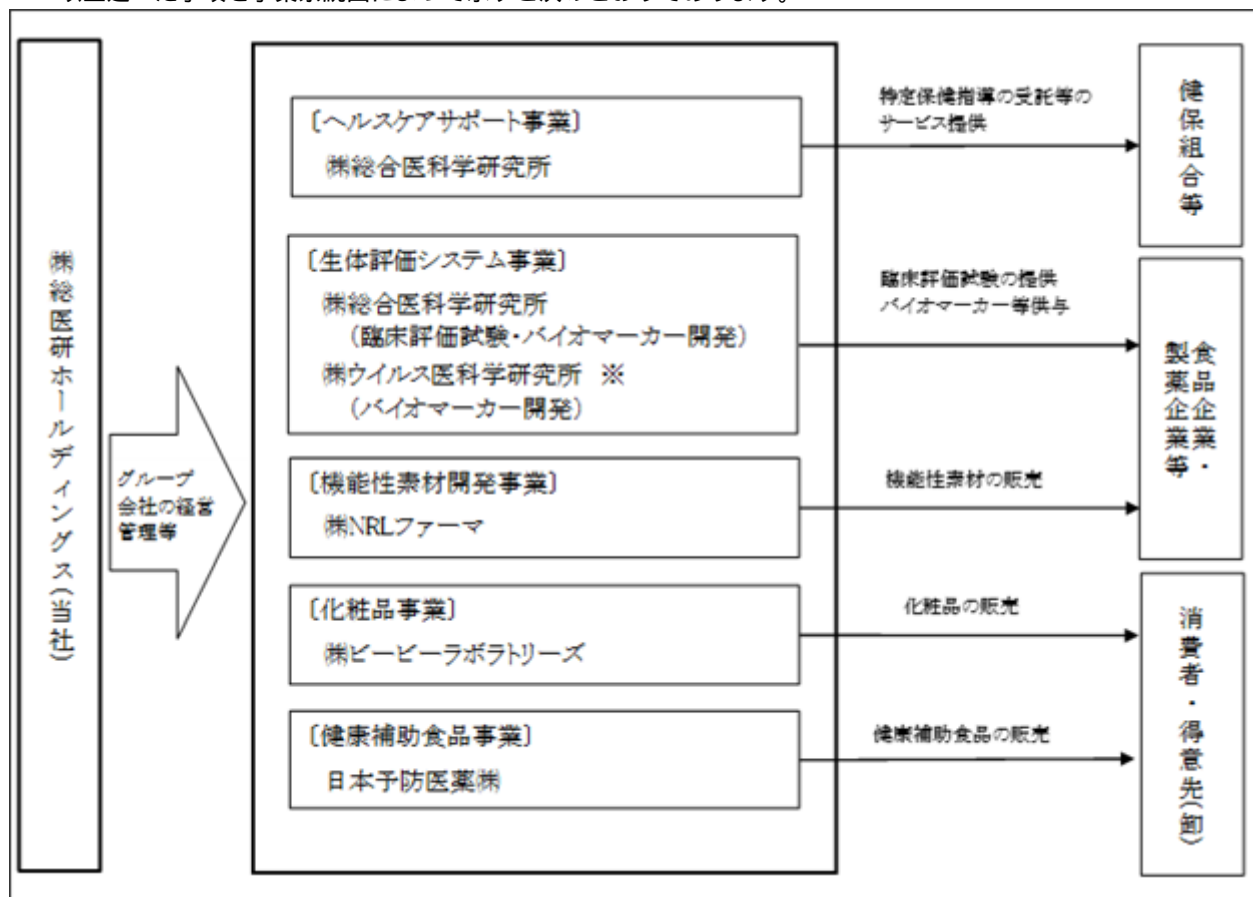 ㈱総医研ホールディングス(当社)
グループ
会社の経営
管理等
〔ヘルスケアサポート事業〕
㈱総合医科学研究所
〔生体評価システム事業〕
㈱総合医科学研究所
(臨床評価試験・バイオマーカー開発)
㈱ウイルス医科学研究所 ※
(バイオマーカー開発)
〔機能性素材開発事業〕
㈱NRLファーマ
〔化粧品事業〕
㈱ビービーラボラトリーズ
〔健康補助食品事業〕
日本予防医薬㈱
特定保健指導の受託等の
サービス提供
臨床評価試験の提供
バイオマーカー等供与
機能性素材の販売
化粧品の販売
健康補助食品の販売
健保組合等
食品企業・
製薬企業等
消費者・得意先(卸)